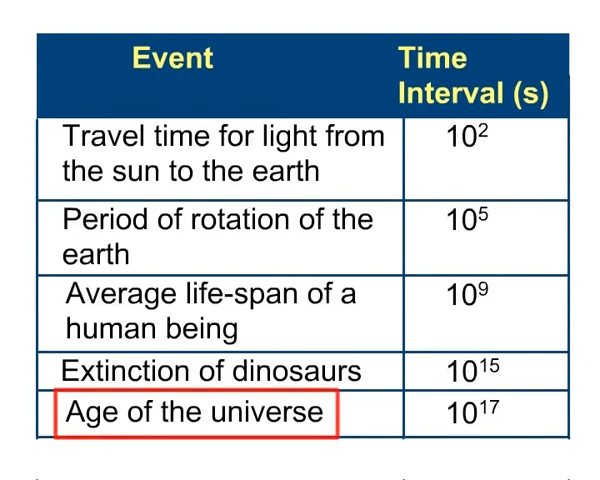 Event
Time
Interval (s)
Travel time for light from
the sun to the earth
10²
Period of rotation of the
earth
10⁵
Average life-span of a
human being
10⁹
Extinction of dinosaurs
10¹⁵
Age of the universe
10¹⁷